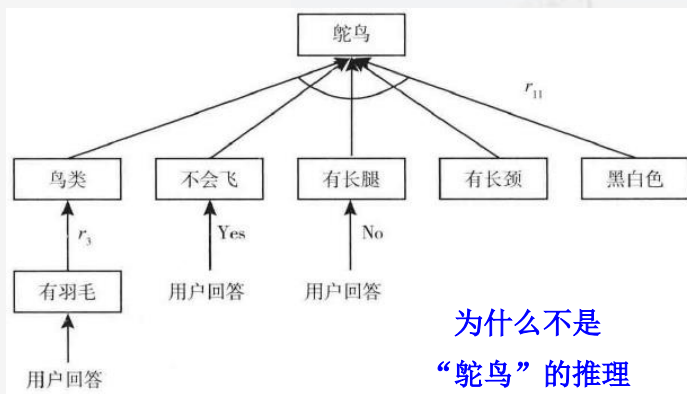 鸵鸟
r11
鸟类
不会飞
有长腿
有长颈
黑白色
r3
Yes
No
有羽毛
用户回答
用户回答
用户回答
为什么不是
“鸵鸟”的推理